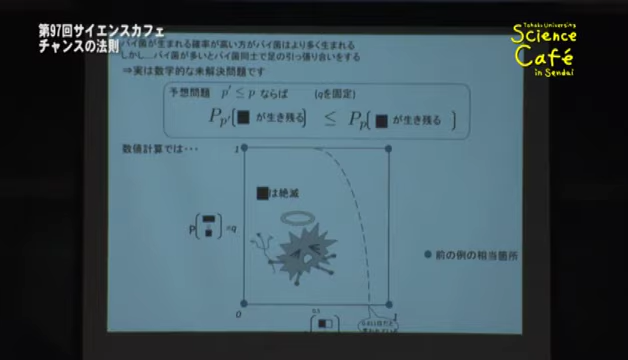 第97回サイエンスカフェ
チャンスの法則
Tohoku University
Science
Café
in Sendai
バイ菌が生まれる確率が高い方がバイ菌はより多く生まれる
しかし...バイ菌が多いとバイ菌同士で足の引っ張り合いをする
⇒実は数学的な未解決問題です
予想問題 p' ≤ p ならば (qを固定)
Pp'[■ が生き残る] ≤ Pp[■ が生き残る]
数値計算では・・・
1
■は絶滅
p(■)=q
前の例の相当箇所
0
0.5
1